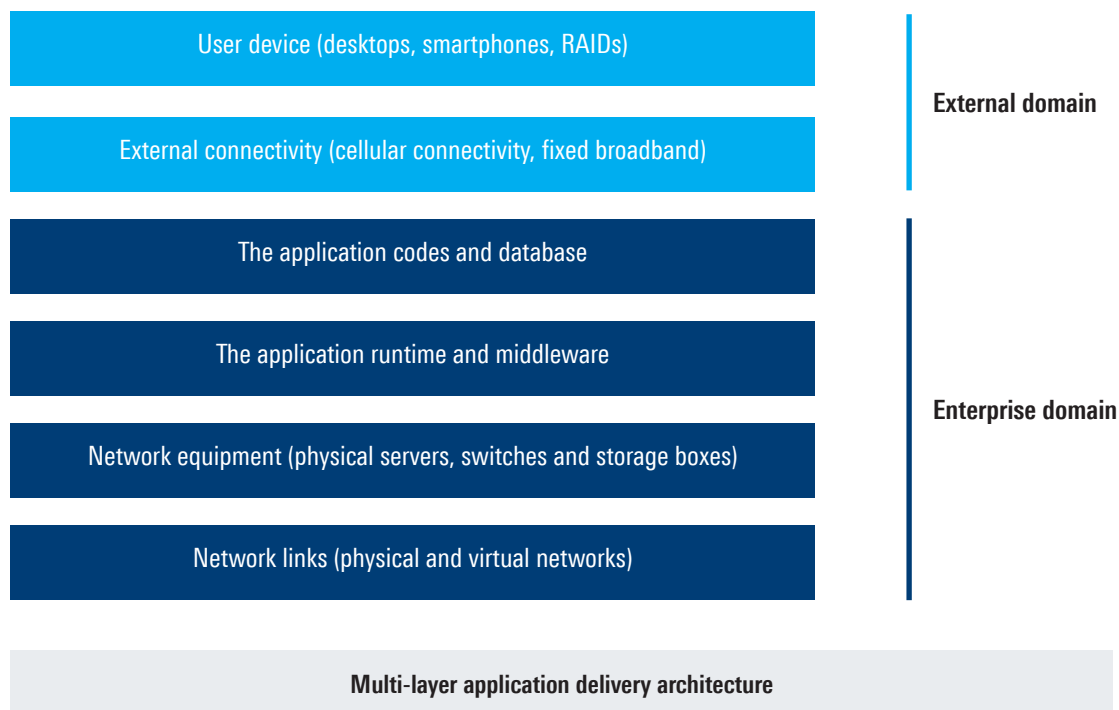 User device (desktops, smartphones, RAIDs)
External domain
External connectivity (cellular connectivity, fixed broadband)
The application codes and database
The application runtime and middleware
Enterprise domain
Network equipment (physical servers, switches and storage boxes)
Network links (physical and virtual networks)
Multi-layer application delivery architecture